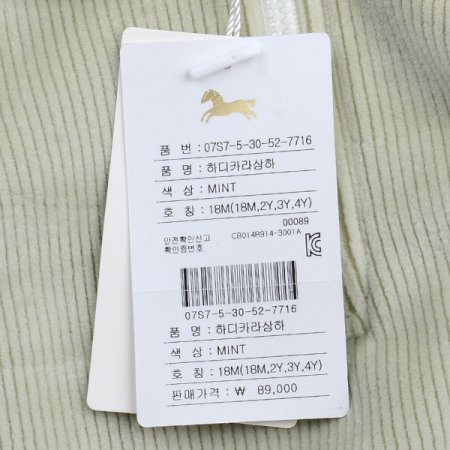 품 번 : 07S7-5-30-52-7716
품 명 : 하디카라상하
색 상 : MINT
호 칭 : 18M(18M,2Y,3Y,4Y)
00089
안전확인신고 CB014R914-3001A
확인증번호
07S7-5-30-52-7716
품 명 : 하디카라상하
색 상 : MINT
호 칭 : 18M(18M,2Y,3Y,4Y)
판매가격 : ₩ 89,000